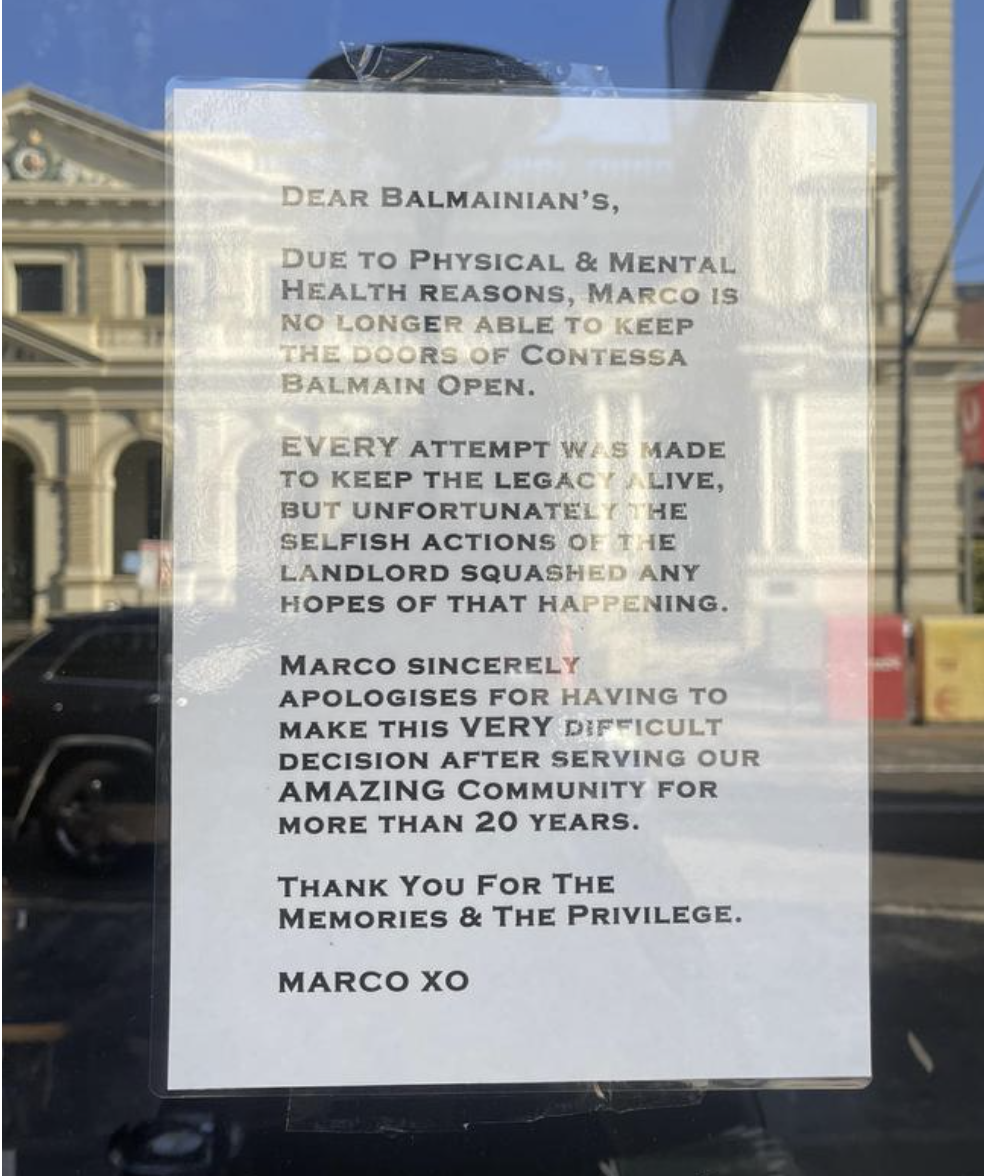 DEAR BALMAINIAN'S,
DUE TO PHYSICAL & MENTAL
HEALTH REASONS, MARCO IS
NO LONGER ABLE TO KEEP
THE DOORS OF CONTESSA
BALMAIN OPEN.
EVERY ATTEMPT WAS MADE
TO KEEP THE LEGACY ALIVE,
BUT UNFORTUNATELY THE
SELFISH ACTIONS OF THE
LANDLORD SQUASHED ANY
HOPES OF THAT HAPPENING.
MARCO SINCERELY
APOLOGISES FOR HAVING TO
MAKE THIS VERY DIFFICULT
DECISION AFTER SERVING OUR
AMAZING COMMUNITY FOR
MORE THAN 20 YEARS.
THANK YOU FOR THE
MEMORIES & THE PRIVILEGE.
MARCO XO